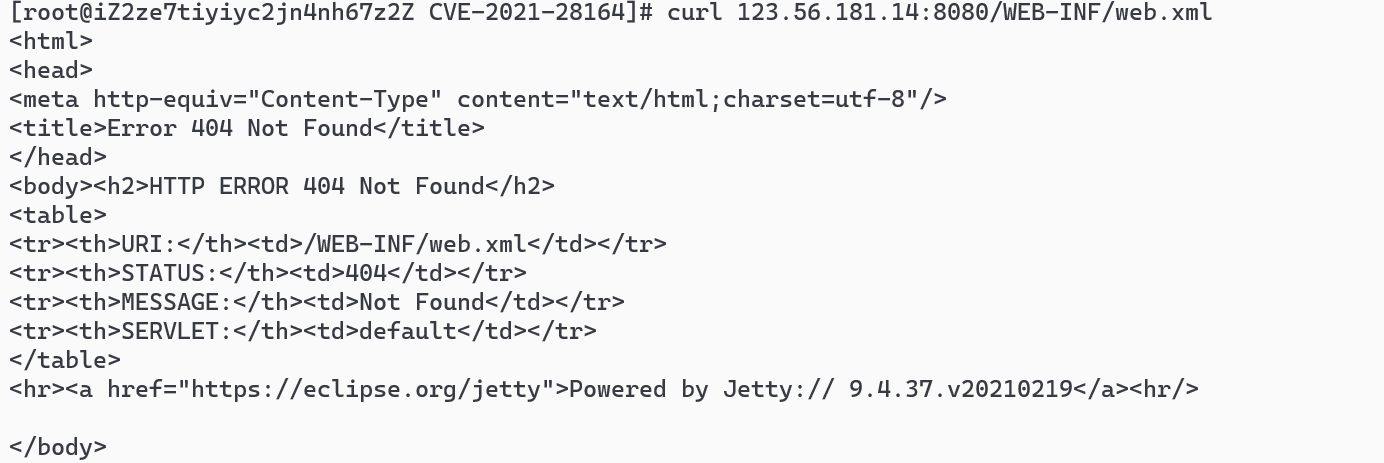 [root@iZ2ze7tiyiyc2jn4nh67z2Z CVE-2021-28164]# curl 123.56.181.14:8080/WEB-INF/web.xml
<html>
<head>
<meta http-equiv="Content-Type" content="text/html;charset=utf-8"/>
<title>Error 404 Not Found</title>
</head>
<body><h2>HTTP ERROR 404 Not Found</h2>
<table>
<tr><th>URI:</th><td>/WEB-INF/web.xml</td></tr>
<tr><th>STATUS:</th><td>404</td></tr>
<tr><th>MESSAGE:</th><td>Not Found</td></tr>
<tr><th>SERVLET:</th><td>default</td></tr>
</table>
<hr><a href="https://eclipse.org/jetty">Powered by Jetty:// 9.4.37.v20210219</a><hr/>
</body>